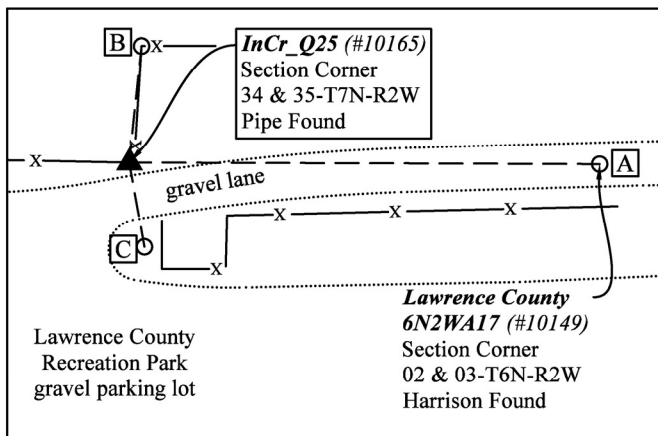 B
InCr_Q25 (#10165)
Section Corner
34 & 35-T7N-R2W
Pipe Found
X
X
X
gravel lane
A
X
X
X
C
X
Lawrence County
Recreation Park
gravel parking lot
Lawrence County
6N2WA17 (#10149)
Section Corner
02 & 03-T6N-R2W
Harrison Found